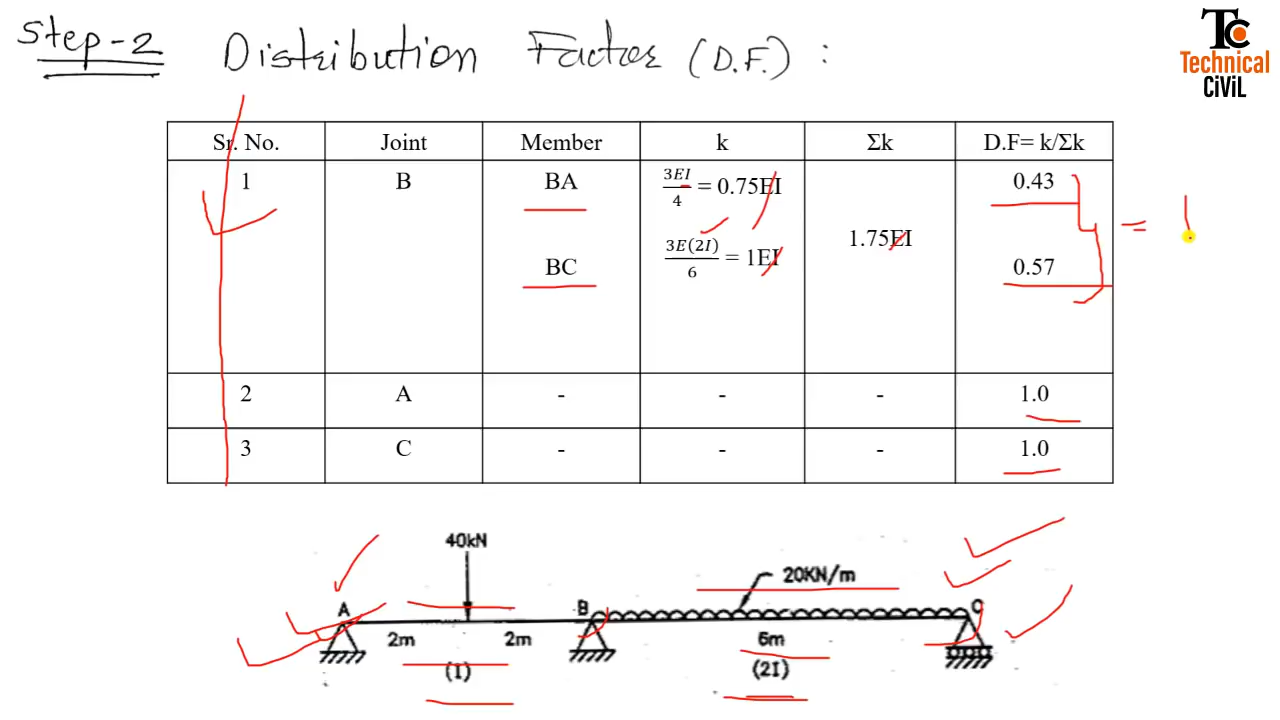 Step-2 Distribution Factor (D.F.) :
Tc
Technical
CiViL
Sr. No. Joint Member k Σk D.F= k/Σk
1 B BA 3EI/4 = 0.75EI 0.43
1.75EI
BC 3E(2I)/6 = 1EI 0.57
= 1
2 A - - - 1.0
3 C - - - 1.0
40kN
20KN/m
A B C
2m 2m 6m
(I) (2I)